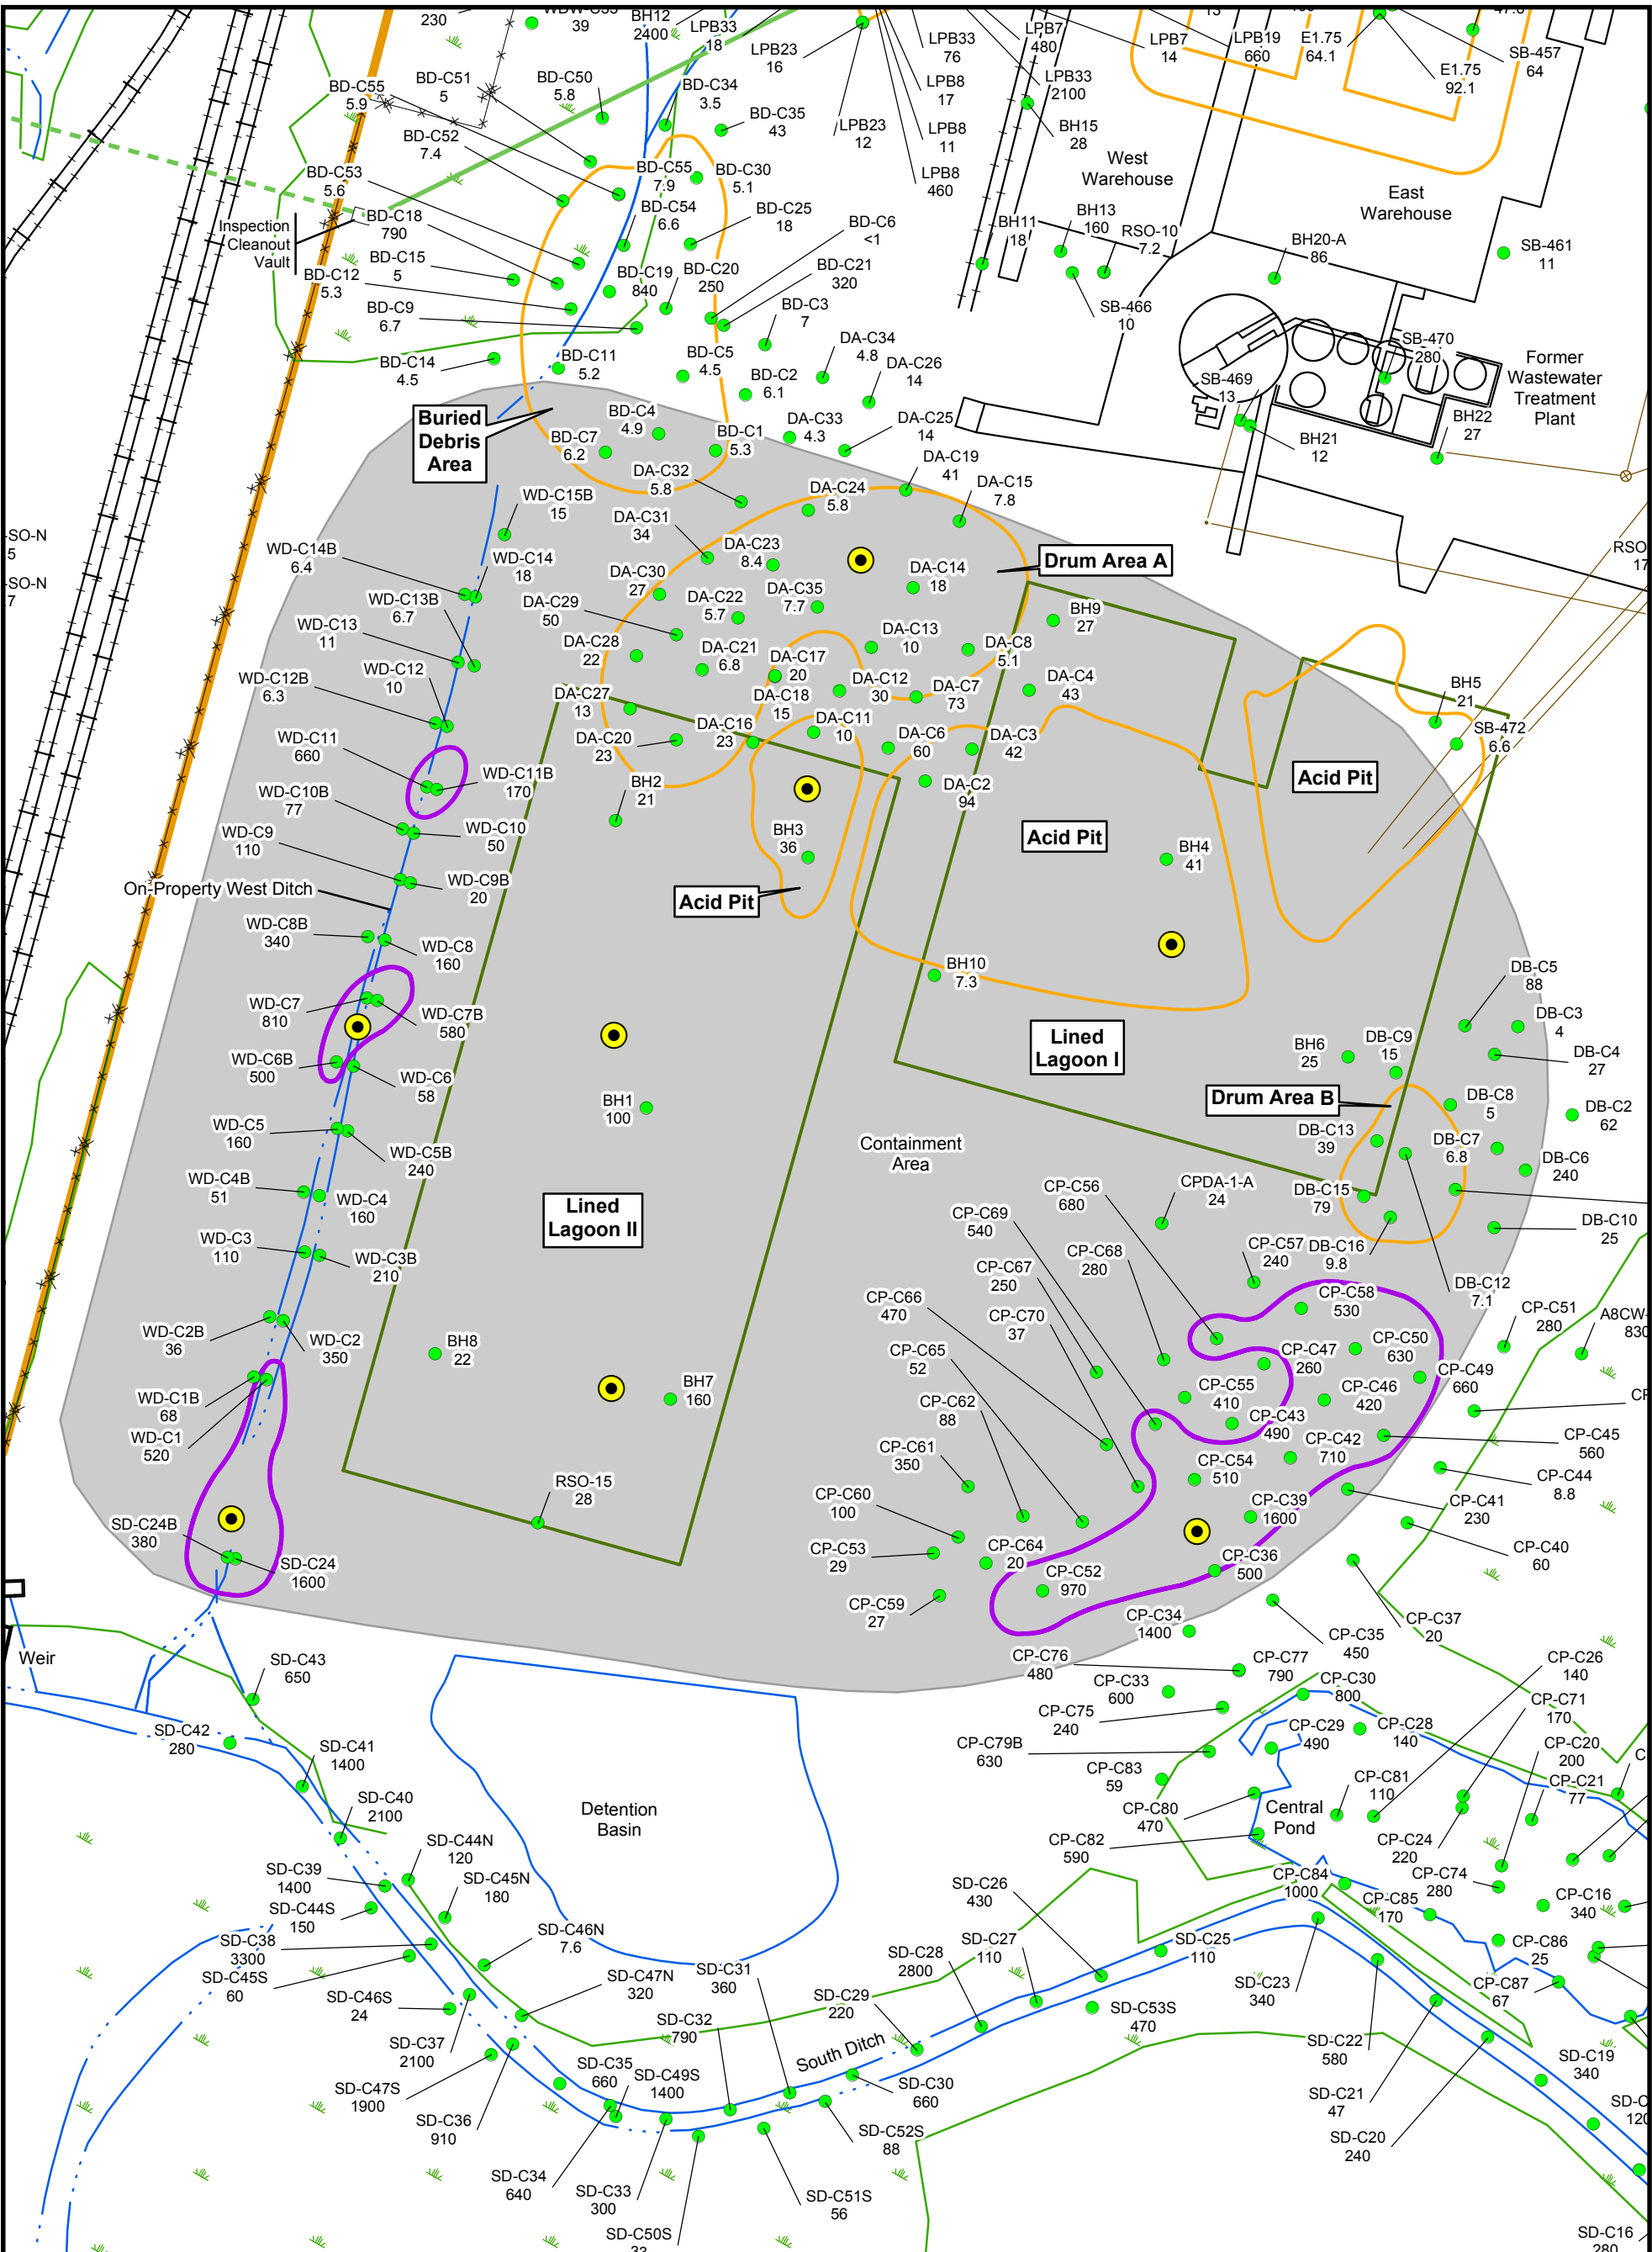 230
39
BH12
2400
LPB33
18
LPB23
16
LPB33
76
LPB7
480
LPB7
14
LPB19
660
E1.75
64.1
SB-457
64
E1.75
92.1
LPB8
17
LPB33
2100
BD-C55
5.9
BD-C51
5
BD-C50
5.8
BD-C34
3.5
BD-C35
43
LPB23
12
LPB8
11
BH15
28
BD-C52
7.4
LPB8
460
West
Warehouse
East
Warehouse
BD-C53
5.6
BD-C55
7.9
BD-C30
5.1
BD-C18
790
BD-C54
6.6
BD-C25
18
BD-C6
<1
BH11
18
BH13
160
RSO-10
7.2
BH20-A
86
SB-461
11
Inspection
Cleanout
Vault
BD-C15
5
BD-C12
5.3
BD-C19
840
BD-C20
250
BD-C21
320
BD-C9
6.7
BD-C3
7
SB-466
10
BD-C14
4.5
BD-C11
5.2
BD-C5
4.5
DA-C34
4.8
DA-C26
14
BD-C2
6.1
SB-470
280
SB-469
13
Former
Wastewater
Treatment
Plant
Buried
Debris
Area
BD-C4
4.9
BD-C7
6.2
BD-C1
5.3
DA-C33
4.3
DA-C25
14
BH21
12
BH22
27
DA-C32
5.8
DA-C19
41
DA-C24
5.8
DA-C15
7.8
WD-C15B
15
DA-C31
34
SO-N
5
SO-N
7
WD-C14B
6.4
WD-C14
18
DA-C23
8.4
Drum Area A
RSO
17
DA-C30
27
DA-C14
18
WD-C13B
6.7
DA-C29
50
DA-C22
5.7
DA-C35
7.7
BH9
27
WD-C13
11
DA-C28
22
DA-C21
6.8
DA-C17
20
DA-C13
10
DA-C8
5.1
WD-C12B
6.3
WD-C12
10
DA-C27
13
DA-C18
15
DA-C12
30
DA-C7
73
DA-C4
43
BH5
21
WD-C11
660
DA-C20
23
DA-C16
23
DA-C11
10
DA-C6
60
DA-C3
42
SB-472
6.6
WD-C11B
170
BH2
21
DA-C2
94
Acid Pit
WD-C10B
77
WD-C10
50
BH3
36
Acid Pit
BH4
41
WD-C9
110
On-Property West Ditch
WD-C9B
20
Acid Pit
WD-C8B
340
WD-C8
160
BH10
7.3
DB-C5
88
WD-C7
810
WD-C7B
580
Lined
Lagoon I
DB-C3
4
WD-C6B
500
WD-C6
58
BH6
25
DB-C9
15
DB-C4
27
BH1
100
Drum Area B
DB-C8
5
DB-C2
62
WD-C5
160
WD-C5B
240
Containment
Area
DB-C13
39
DB-C7
6.8
DB-C6
240
WD-C4B
51
WD-C4
160
Lined
Lagoon II
CP-C56
680
CPDA-1-A
24
DB-C15
79
WD-C3
110
WD-C3B
210
CP-C69
540
CP-C68
280
CP-C57
240
DB-C16
9.8
DB-C10
25
CP-C67
250
DB-C12
7.1
CP-C66
470
CP-C70
37
CP-C58
530
CP-C51
280
A8CW-
830
WD-C2B
36
WD-C2
350
BH8
22
CP-C65
52
CP-C47
260
CP-C50
630
CP-C49
660
WD-C1B
68
BH7
160
CP-C62
88
CP-C55
410
CP-C46
420
CP
WD-C1
520
CP-C61
350
CP-C43
490
CP-C42
710
CP-C45
560
RSO-15
28
CP-C60
100
CP-C54
510
CP-C44
8.8
SD-C24B
380
CP-C53
29
CP-C39
1600
CP-C41
230
SD-C24
1600
CP-C64
20
CP-C52
970
CP-C36
500
CP-C40
60
CP-C59
27
CP-C34
1400
CP-C37
20
Weir
SD-C43
650
CP-C76
480
CP-C35
450
CP-C33
600
CP-C77
790
CP-C26
140
CP-C30
800
CP-C75
240
CP-C71
170
SD-C42
280
SD-C41
1400
CP-C79B
630
CP-C29
490
CP-C28
140
CP-C20
200
C
CP-C83
59
CP-C81
110
CP-C21
77
SD-C40
2100
Detention
Basin
CP-C80
470
Central
Pond
SD-C44N
120
CP-C82
590
CP-C24
220
SD-C39
1400
SD-C45N
180
SD-C26
430
CP-C84
1000
CP-C74
280
SD-C44S
150
CP-C85
170
CP-C16
340
SD-C38
3300
SD-C46N
7.6
SD-C28
2800
SD-C27
110
SD-C25
110
CP-C86
25
SD-C45S
60
SD-C31
360
SD-C47N
320
SD-C23
340
CP-C87
67
SD-C46S
24
SD-C32
790
SD-C29
220
SD-C53S
470
SD-C37
2100
South Ditch
SD-C22
580
SD-C35
660
SD-C49S
1400
SD-C30
660
SD-C19
340
SD-C47S
1900
SD-C21
47
SD-C
120
SD-C36
910
SD-C52S
88
SD-C20
240
SD-C34
640
SD-C33
300
SD-C51S
56
SD-C50S
SD-C16
280